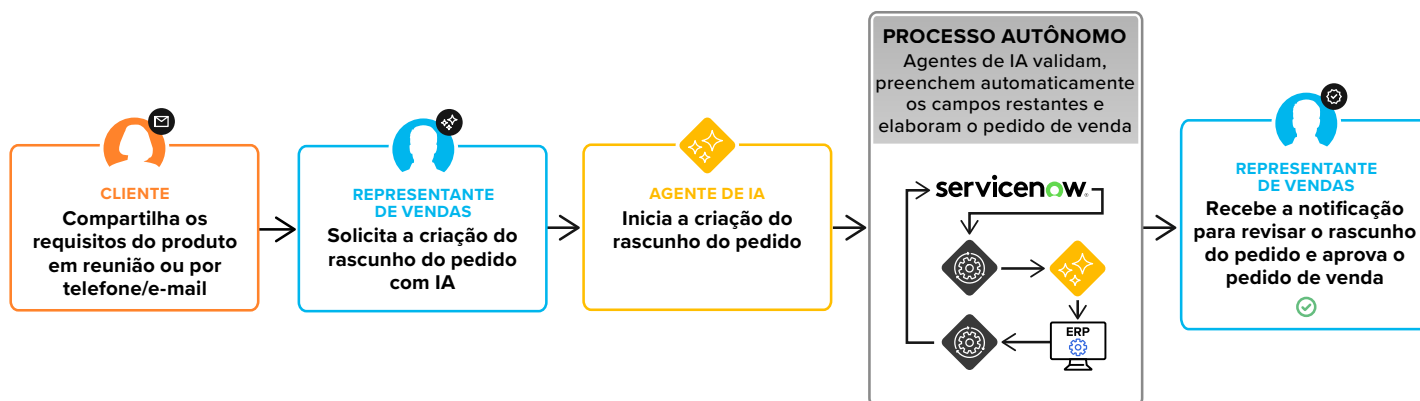 CLIENTE
Compartilha os
requisitos do produto
em reunião ou por
telefone/e-mail
REPRESENTANTE
DE VENDAS
Solicita a criação do
rascunho do pedido
com IA
AGENTE DE IA
Inicia a criação do
rascunho do pedido
PROCESSO AUTÔNOMO
Agentes de IA validam,
preenchem automaticamente
os campos restantes e
elaboram o pedido de venda
servicenow
ERP
REPRESENTANTE
DE VENDAS
Recebe a notificação
para revisar o rascunho
do pedido e aprova o
pedido de venda